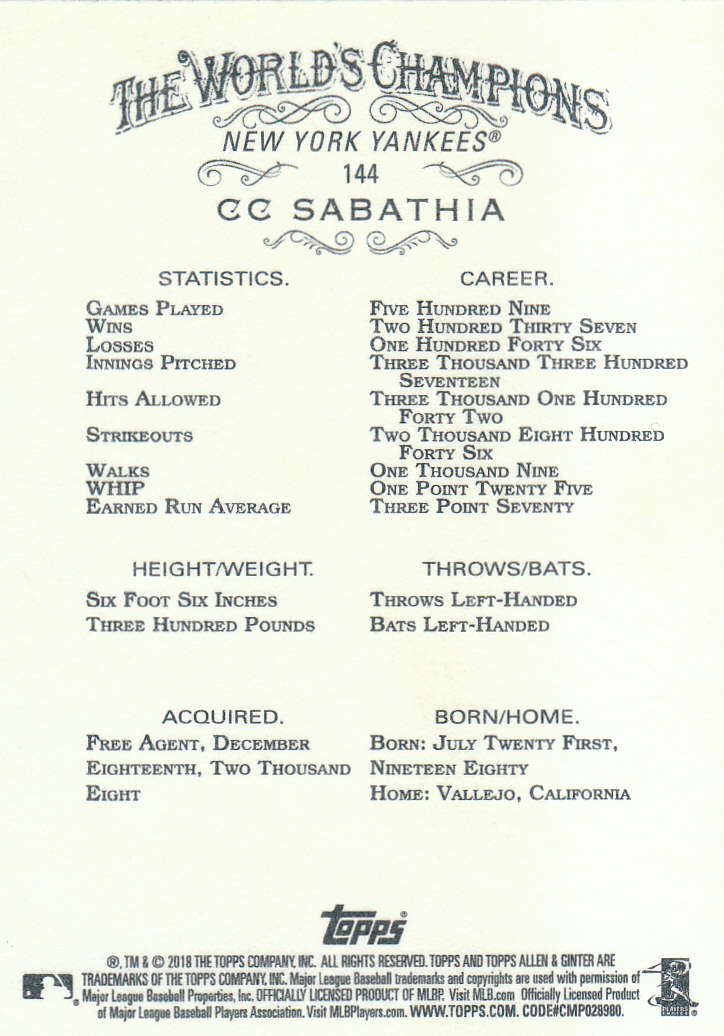 THE WORLD'S CHAMPIONS
NEW YORK YANKEES®
144
CC SABATHIA
STATISTICS. CAREER.
GAMES PLAYED FIVE HUNDRED NINE
WINS TWO HUNDRED THIRTY SEVEN
LOSSES ONE HUNDRED FORTY SIX
INNINGS PITCHED THREE THOUSAND THREE HUNDRED
SEVENTEEN
HITS ALLOWED THREE THOUSAND ONE HUNDRED
FORTY TWO
STRIKEOUTS TWO THOUSAND EIGHT HUNDRED
FORTY SIX
WALKS ONE THOUSAND NINE
WHIP ONE POINT TWENTY FIVE
EARNED RUN AVERAGE THREE POINT SEVENTY
HEIGHT/WEIGHT. THROWS/BATS.
SIX FOOT SIX INCHES THROWS LEFT-HANDED
THREE HUNDRED POUNDS BATS LEFT-HANDED
ACQUIRED. BORN/HOME.
FREE AGENT, DECEMBER BORN: JULY TWENTY FIRST,
EIGHTEENTH, TWO THOUSAND NINETEEN EIGHTY
EIGHT HOME: VALLEJO, CALIFORNIA
topps®
®, TM & © 2018 THE TOPPS COMPANY, INC. ALL RIGHTS RESERVED. TOPPS AND TOPPS ALLEN & GINTER ARE
TRADEMARKS OF THE TOPPS COMPANY, INC. Major League Baseball trademarks and copyrights are used with permission of
Major League Baseball Properties, Inc. OFFICIALLY LICENSED PRODUCT OF MLBP. Visit MLB.com Officially Licensed Product
of Major League Baseball Players Association. Visit MLBPlayers.com. WWW.TOPPS.COM. CODE#CMP028980.